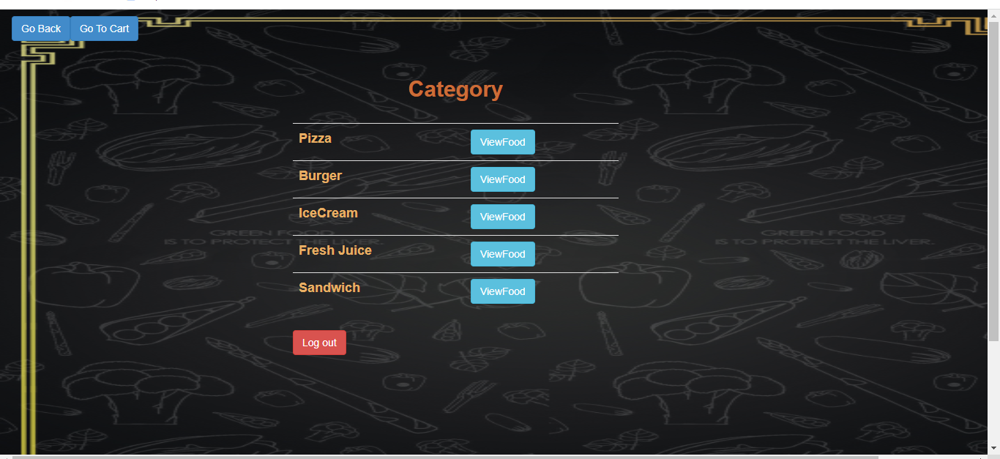 Go Back Go To Cart
Category
Pizza ViewFood
Burger ViewFood
IceCream ViewFood
GREEN FOOD GREEN FOOD
IS TO PROTECT THE LIVER. IS TO PROTECT THE LIVER.
Fresh Juice ViewFood
Sandwich ViewFood
Log out